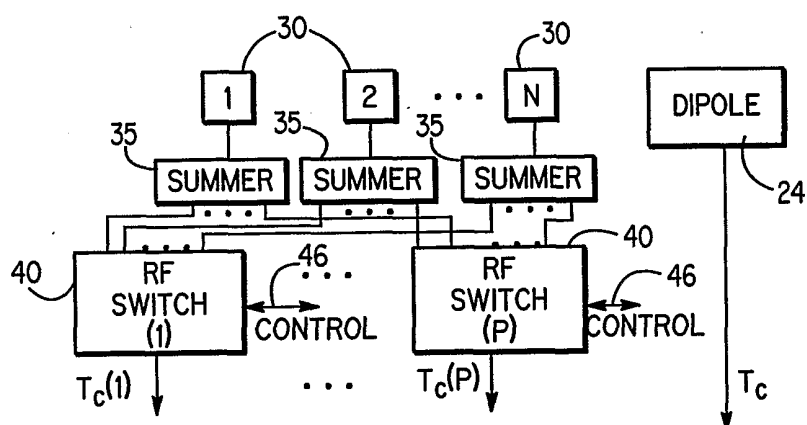 30 30
1 2 ... N DIPOLE
35 35 35 24
SUMMER SUMMER SUMMER
... ... ...
... ...
40 RF SWITCH (1) 46 ... RF SWITCH (P) 40 46
CONTROL CONTROL
Tc(1) ... Tc(P) Tc